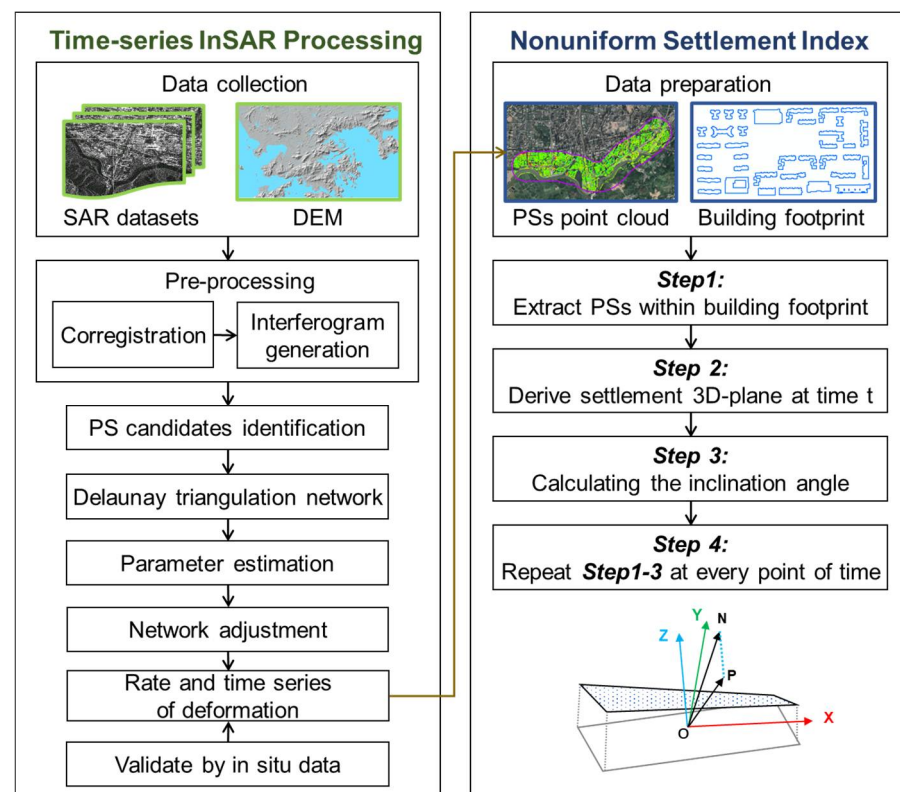 Time-series InSAR Processing
Data collection
SAR datasets
DEM
Pre-processing
Corregistration
Interferogram
generation
PS candidates identification
Delaunay triangulation network
Parameter estimation
Network adjustment
Rate and time series
of deformation
Validate by in situ data
Nonuniform Settlement Index
Data preparation
PSs point cloud
Building footprint
Step1:
Extract PSs within building footprint
Step 2:
Derive settlement 3D-plane at time t
Step 3:
Calculating the inclination angle
Step 4:
Repeat Step1-3 at every point of time
Z
Y
N
P
O
X